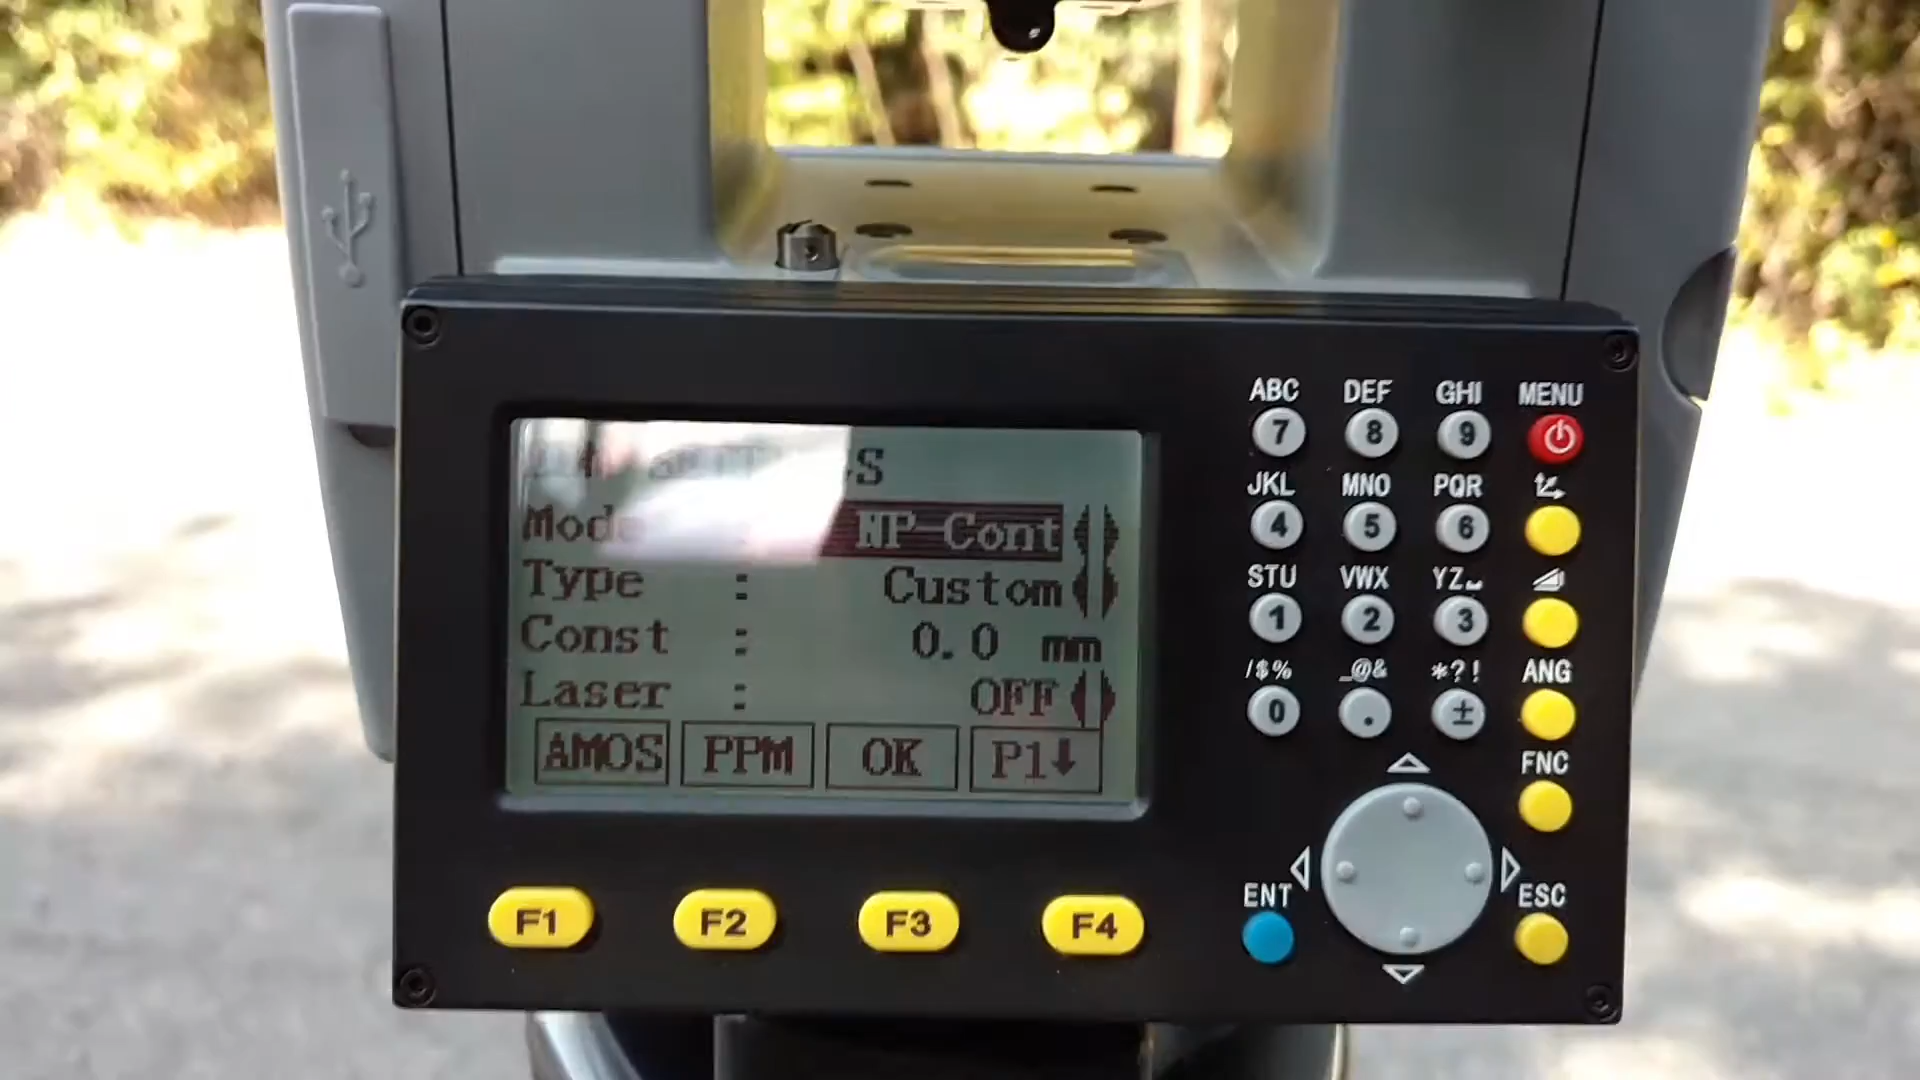 Mode : NP-Cont
Type : Custom
Const : 0.0 mm
Laser : OFF
AMOS PPM OK P1↓
F1 F2 F3 F4
ABC DEF GHI MENU
7 8 9
JKL MNO PQR
4 5 6
STU VWX YZ␣
1 2 3
/$% _@& *?! ANG
0 . ±
FNC
ENT ESC